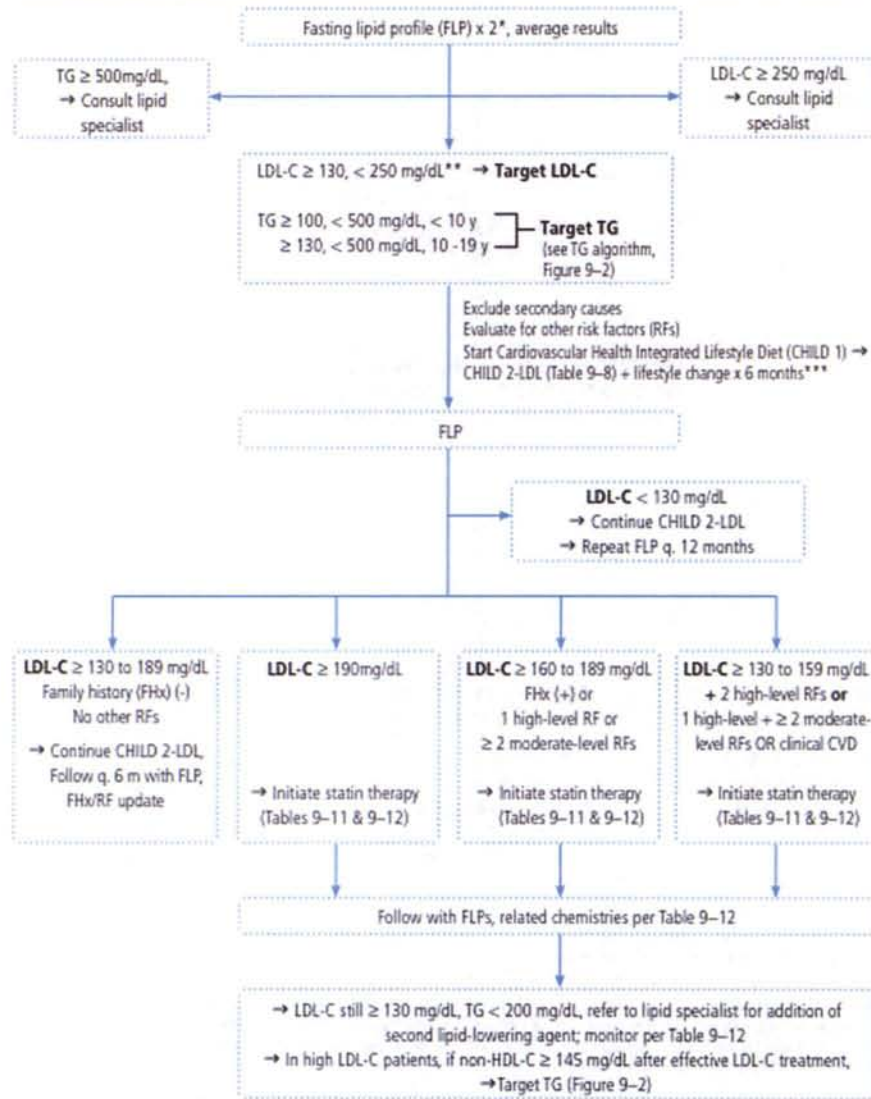 Fasting lipid profile (FLP) x 2*, average results
TG ≥ 500mg/dL,
→ Consult lipid
specialist
LDL-C ≥ 250 mg/dL
→ Consult lipid
specialist
LDL-C ≥ 130, < 250 mg/dL** → Target LDL-C
TG ≥ 100, < 500 mg/dL, < 10 y
≥ 130, < 500 mg/dL, 10 -19 y
Target TG
(see TG algorithm,
Figure 9–2)
Exclude secondary causes
Evaluate for other risk factors (RFs)
Start Cardiovascular Health Integrated Lifestyle Diet (CHILD 1) →
CHILD 2-LDL (Table 9–8) + lifestyle change x 6 months***
FLP
LDL-C < 130 mg/dL
→ Continue CHILD 2-LDL
→ Repeat FLP q. 12 months
LDL-C ≥ 130 to 189 mg/dL
Family history (FHx) (-)
No other RFs
→ Continue CHILD 2-LDL,
Follow q. 6 m with FLP,
FHx/RF update
LDL-C ≥ 190mg/dL
→ Initiate statin therapy
(Tables 9–11 & 9–12)
LDL-C ≥ 160 to 189 mg/dL
FHx (+) or
1 high-level RF or
≥ 2 moderate-level RFs
→ Initiate statin therapy
(Tables 9–11 & 9–12)
LDL-C ≥ 130 to 159 mg/dL
+ 2 high-level RFs or
1 high-level + ≥ 2 moderate-
level RFs OR clinical CVD
→ Initiate statin therapy
(Tables 9–11 & 9–12)
Follow with FLPs, related chemistries per Table 9–12
→ LDL-C still ≥ 130 mg/dL, TG < 200 mg/dL, refer to lipid specialist for addition of
second lipid-lowering agent; monitor per Table 9–12
→ In high LDL-C patients, if non-HDL-C ≥ 145 mg/dL after effective LDL-C treatment,
→Target TG (Figure 9–2)